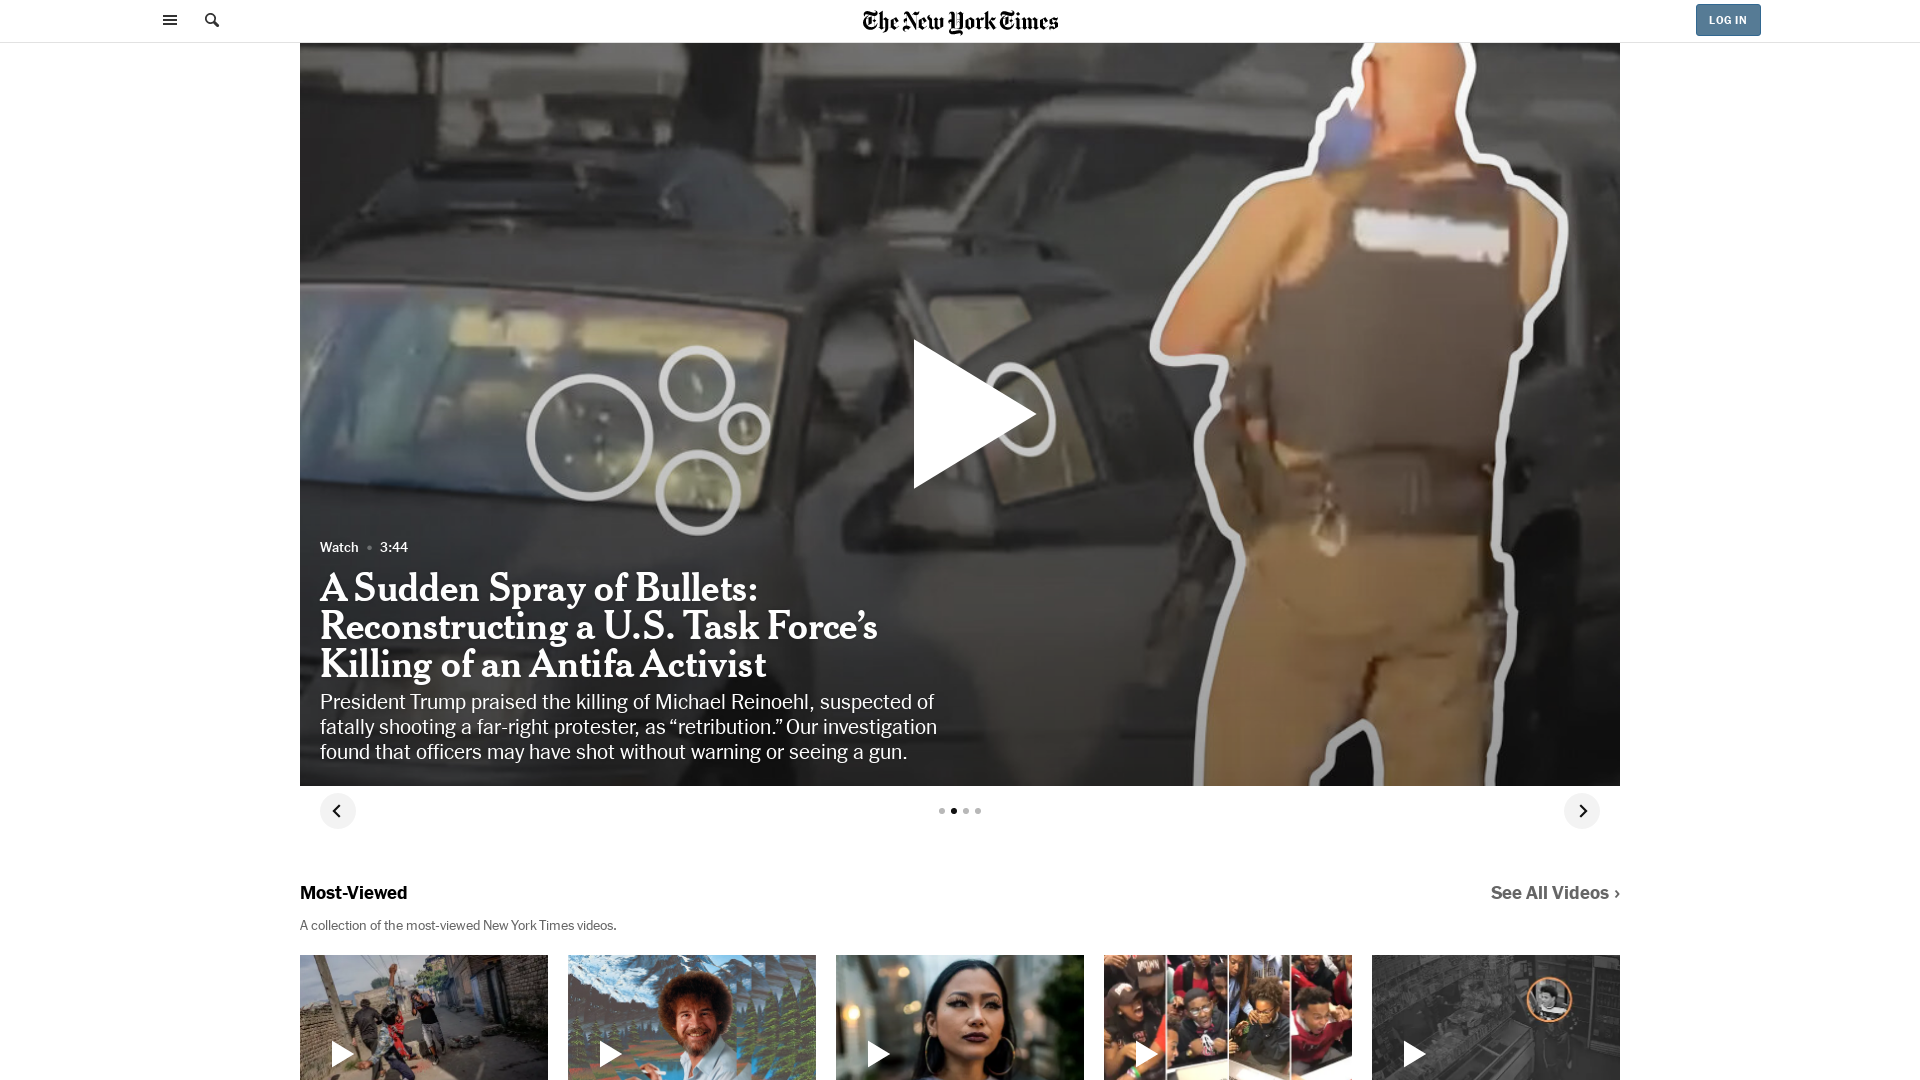 The New York Times
LOG IN
Watch • 3:44
A Sudden Spray of Bullets:
Reconstructing a U.S. Task Force’s
Killing of an Antifa Activist
President Trump praised the killing of Michael Reinoehl, suspected of
fatally shooting a far-right protester, as “retribution.” Our investigation
found that officers may have shot without warning or seeing a gun.
Most-Viewed
See All Videos ›
A collection of the most-viewed New York Times videos.